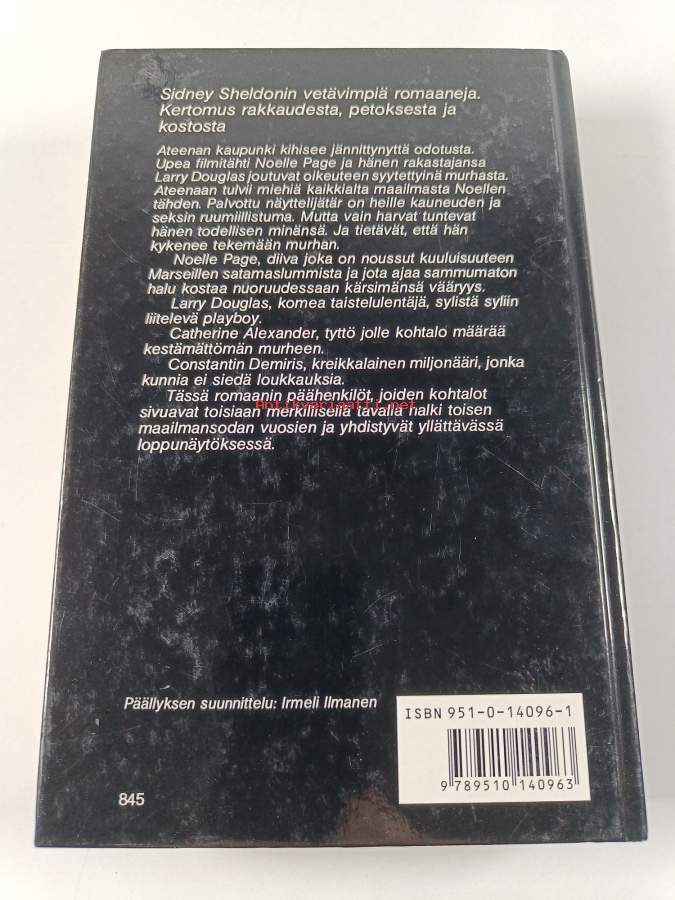 Sidney Sheldonin vetävimpiä romaaneja.
Kertomus rakkaudesta, petoksesta ja
kostosta
Ateenan kaupunki kihisee jännittynyttä odotusta.
Upea filmitähti Noelle Page ja hänen rakastajansa
Larry Douglas joutuvat oikeuteen syytettyinä murhasta.
Ateenaan tulvii miehiä kaikkialta maailmasta Noellen
tähden. Palvottu näyttelijätär on heille kauneuden ja
seksin ruumiillistuma. Mutta vain harvat tuntevat
hänen todellisen minänsä. Ja tietävät, että hän
kykenee tekemään murhan.
Noelle Page, diiva joka on noussut kuuluisuuteen
Marseillen satamaslummista ja jota ajaa sammumaton
halu kostaa nuoruudessaan kärsimänsä vääryys.
Larry Douglas, komea taistelulentäjä, sylistä syliin
liitelevä playboy.
Catherine Alexander, tyttö jolle kohtalo määrää
kestämättömän murheen.
Constantin Demiris, kreikkalainen miljonääri, jonka
kunnia ei siedä loukkauksia.
Tässä romaanin päähenkilöt, joiden kohtalot
Antikvariaatti.net
sivuavat toisiaan merkillisellä tavalla halki toisen
maailmansodan vuosien ja yhdistyvät yllättävässä
loppunäytöksessä.
Päällyksen suunnittelu: Irmeli Ilmanen
ISBN 951-0-14096-1
9 789510 140963
845